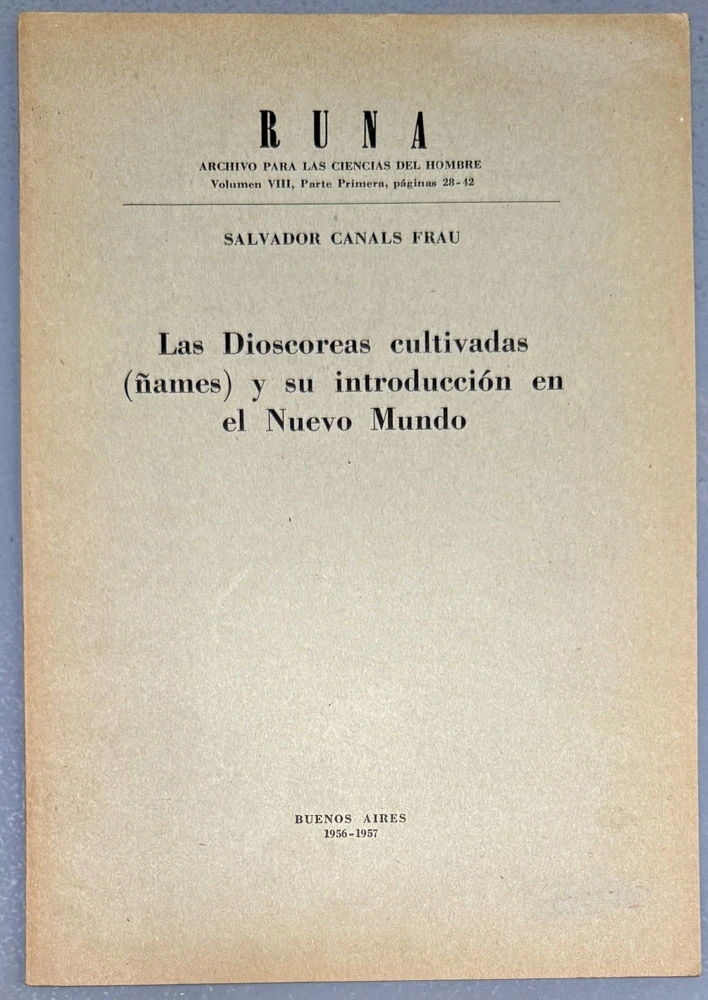 RUNA
ARCHIVO PARA LAS CIENCIAS DEL HOMBRE
Volumen VIII, Parte Primera, páginas 28-42
SALVADOR CANALS FRAU
Las Dioscoreas cultivadas
(ñames) y su introducción en
el Nuevo Mundo
BUENOS AIRES
1956-1957